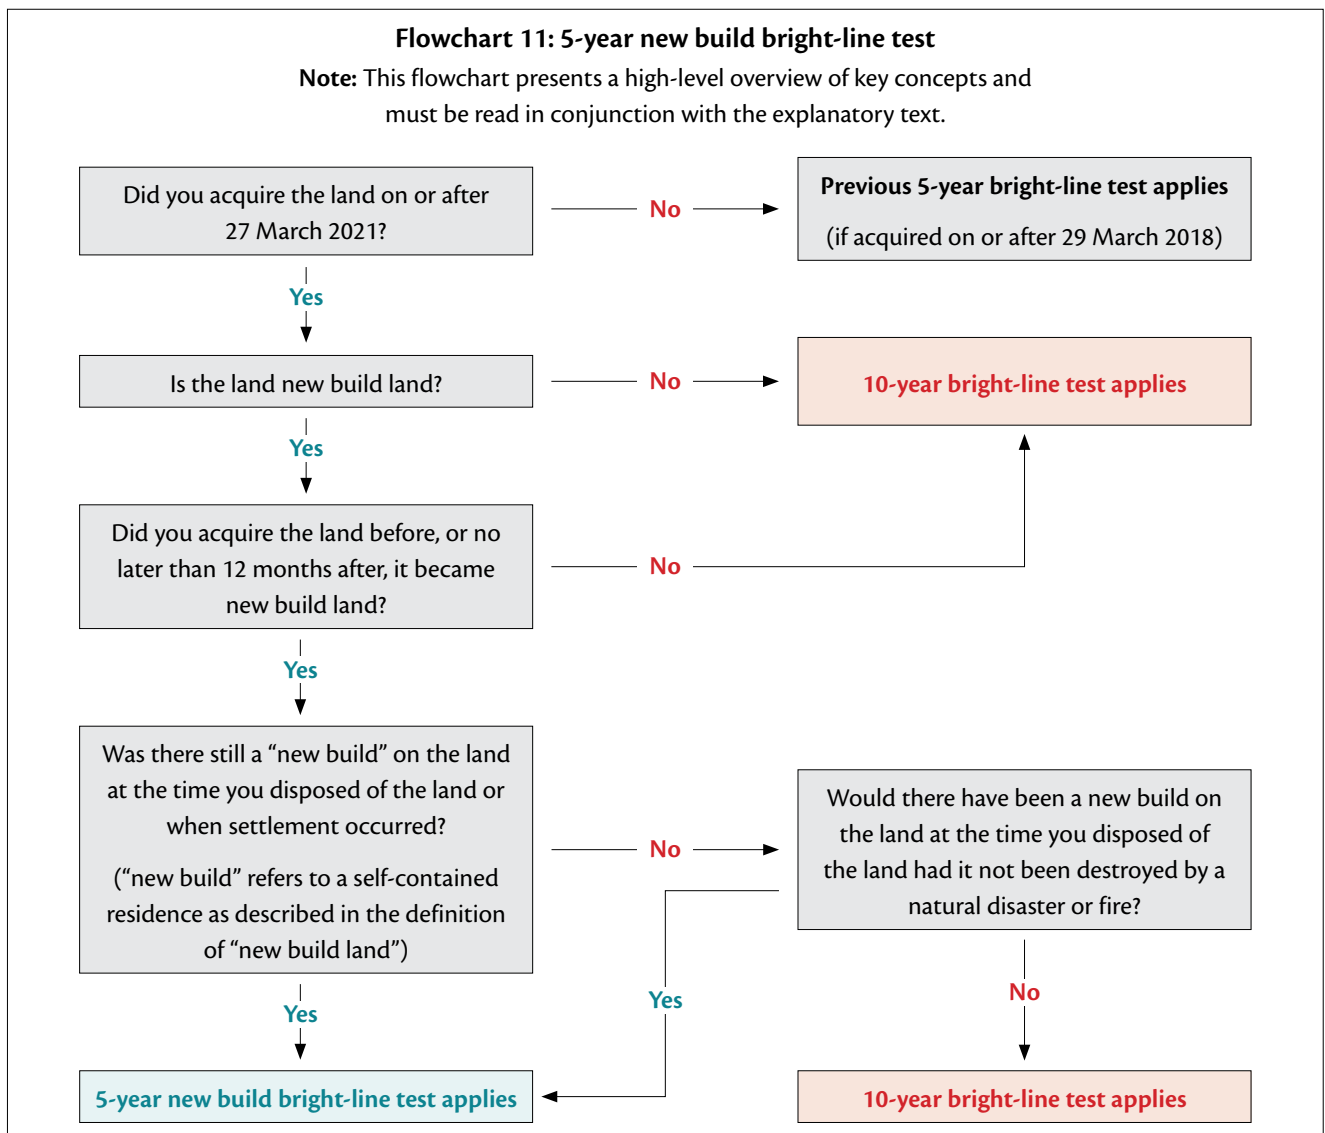 Flowchart 11: 5-year new build bright-line test
Note: This flowchart presents a high-level overview of key concepts and
must be read in conjunction with the explanatory text.
Did you acquire the land on or after
27 March 2021?
No
Previous 5-year bright-line test applies
(if acquired on or after 29 March 2018)
Yes
Is the land new build land?
No
10-year bright-line test applies
Yes
Did you acquire the land before, or no
later than 12 months after, it became
new build land?
No
Yes
Was there still a “new build” on the land
at the time you disposed of the land or
when settlement occurred?
(“new build” refers to a self-contained
residence as described in the definition
of “new build land”)
No
Would there have been a new build on
the land at the time you disposed of
the land had it not been destroyed by a
natural disaster or fire?
Yes
Yes
No
5-year new build bright-line test applies
10-year bright-line test applies